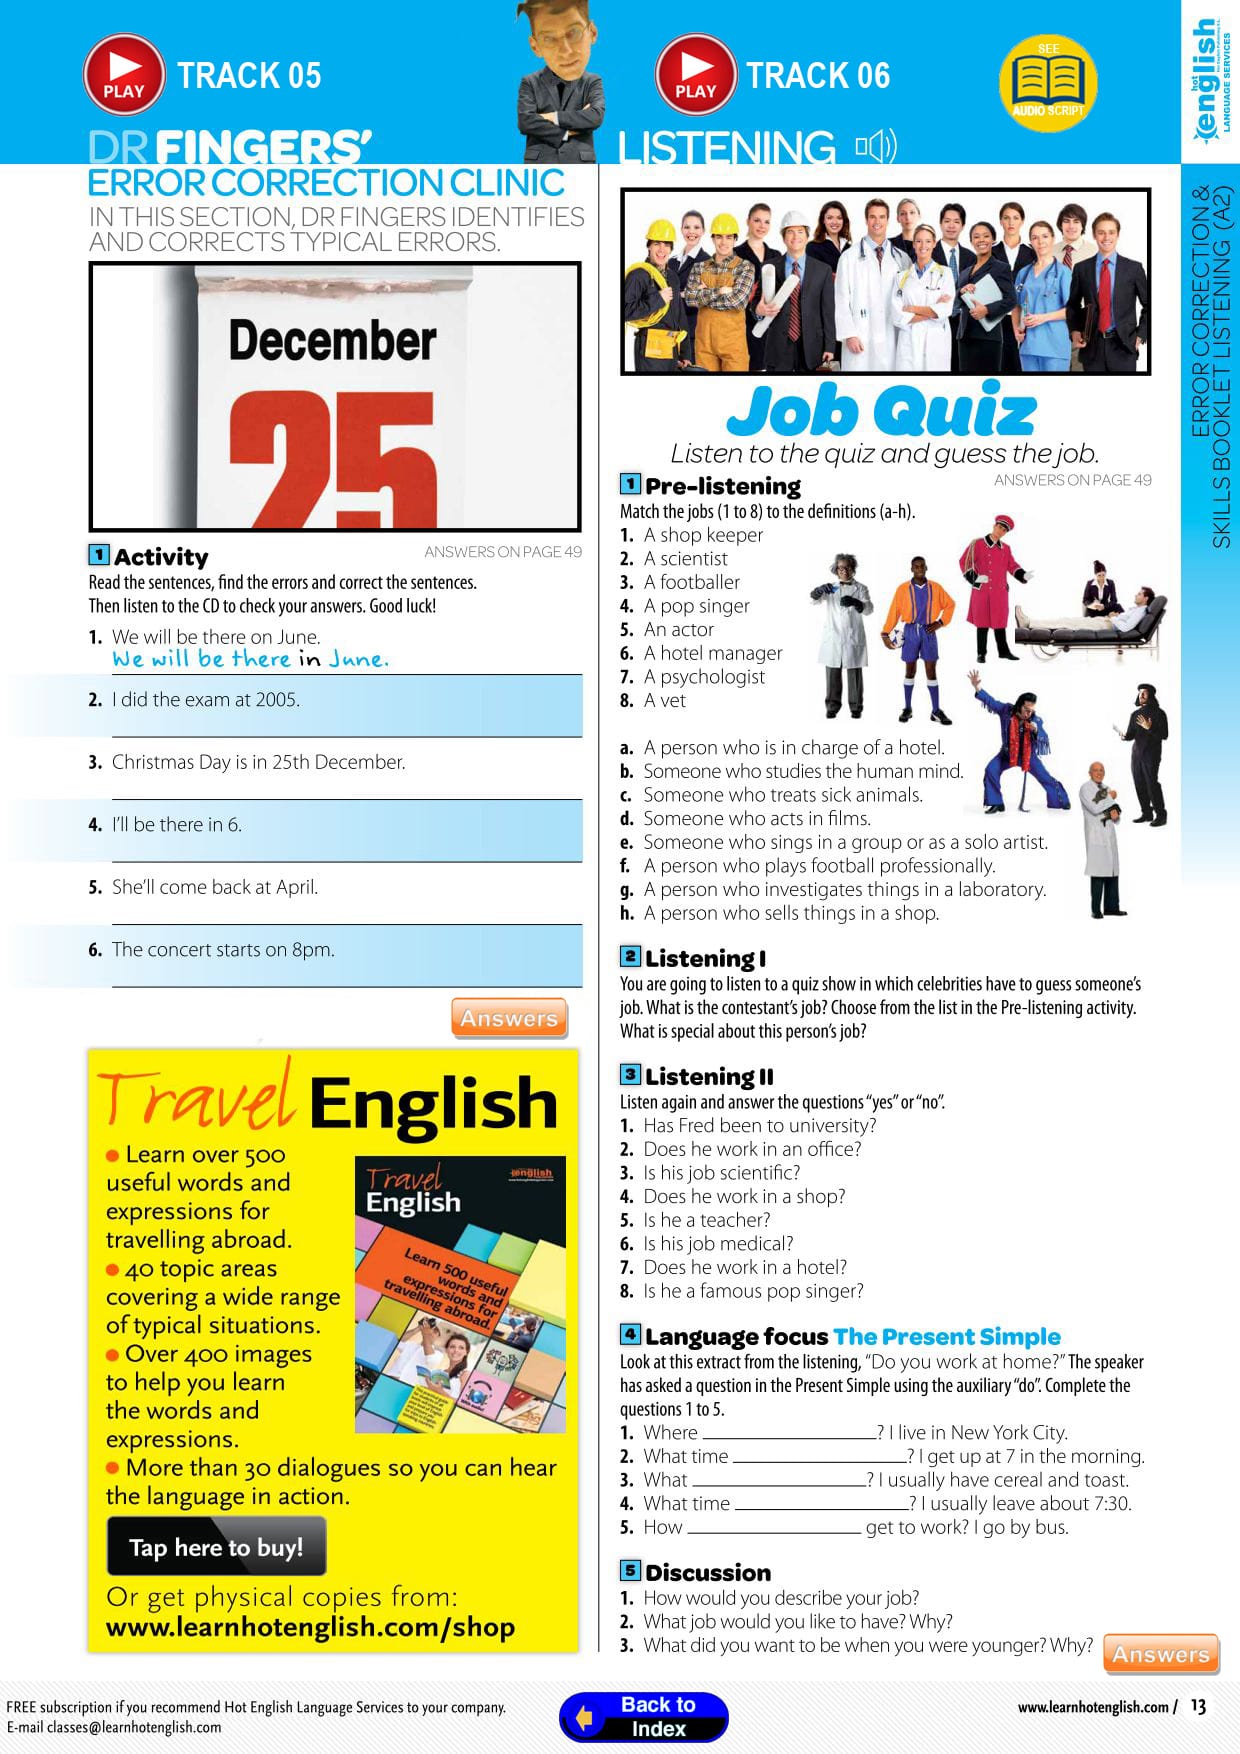 PLAY
TRACK 05
PLAY
TRACK 06
SEE
AUDIO SCRIPT
hot
english
LANGUAGE SERVICES
DR FINGERS'
ERROR CORRECTION CLINIC
IN THIS SECTION, DR FINGERS IDENTIFIES
AND CORRECTS TYPICAL ERRORS.
December
25
1 Activity
ANSWERS ON PAGE 49
Read the sentences, find the errors and correct the sentences.
Then listen to the CD to check your answers. Good luck!
1. We will be there on June.
We will be there in June.
2. I did the exam at 2005.
3. Christmas Day is in 25th December.
4. I'll be there in 6.
5. She'll come back at April.
6. The concert starts on 8pm.
Answers
Travel English
• Learn over 500
useful words and
expressions for
travelling abroad.
• 40 topic areas
covering a wide range
of typical situations.
• Over 400 images
to help you learn
the words and
expressions.
• More than 30 dialogues so you can hear
the language in action.
Travel
English
english
Learn 500 useful
words and
expressions for
travelling abroad.
Tap here to buy!
Or get physical copies from:
www.learnhotenglish.com/shop
LISTENING
Job Quiz
Listen to the quiz and guess the job.
1 Pre-listening
ANSWERS ON PAGE 49
Match the jobs (1 to 8) to the definitions (a-h).
1. A shop keeper
2. A scientist
3. A footballer
4. A pop singer
5. An actor
6. A hotel manager
7. A psychologist
8. A vet
a. A person who is in charge of a hotel.
b. Someone who studies the human mind.
c. Someone who treats sick animals.
d. Someone who acts in films.
e. Someone who sings in a group or as a solo artist.
f. A person who plays football professionally.
g. A person who investigates things in a laboratory.
h. A person who sells things in a shop.
2 Listening I
You are going to listen to a quiz show in which celebrities have to guess someone's
job. What is the contestant's job? Choose from the list in the Pre-listening activity.
What is special about this person's job?
3 Listening II
Listen again and answer the questions "yes" or "no".
1. Has Fred been to university?
2. Does he work in an office?
3. Is his job scientific?
4. Does he work in a shop?
5. Is he a teacher?
6. Is his job medical?
7. Does he work in a hotel?
8. Is he a famous pop singer?
4 Language focus The Present Simple
Look at this extract from the listening, "Do you work at home?" The speaker
has asked a question in the Present Simple using the auxiliary "do". Complete the
questions 1 to 5.
1. Where ____________________? I live in New York City.
2. What time ____________________? I get up at 7 in the morning.
3. What ____________________? I usually have cereal and toast.
4. What time ____________________? I usually leave about 7:30.
5. How ____________________ get to work? I go by bus.
5 Discussion
1. How would you describe your job?
2. What job would you like to have? Why?
3. What did you want to be when you were younger? Why?
Answers
ERROR CORRECTION &
SKILLS BOOKLET LISTENING (A2)
FREE subscription if you recommend Hot English Language Services to your company.
E-mail classes@learnhotenglish.com
Back to
Index
www.learnhotenglish.com / 13